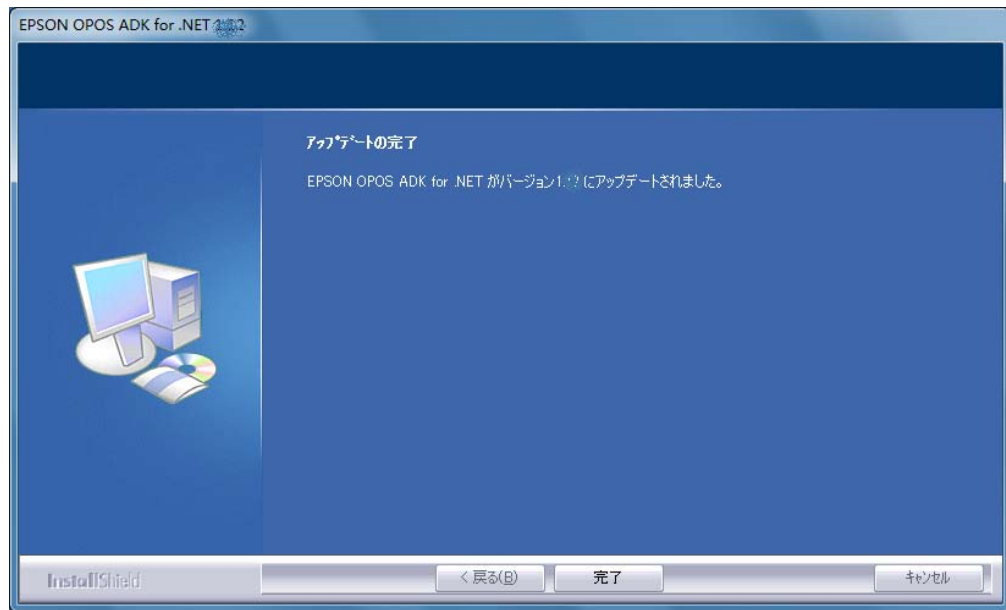 EPSON OPOS ADK for .NET
アップデートの完了
EPSON OPOS ADK for .NET がバージョン1. にアップデートされました。
InstallShield
< 戻る(B)
完了
キャンセル